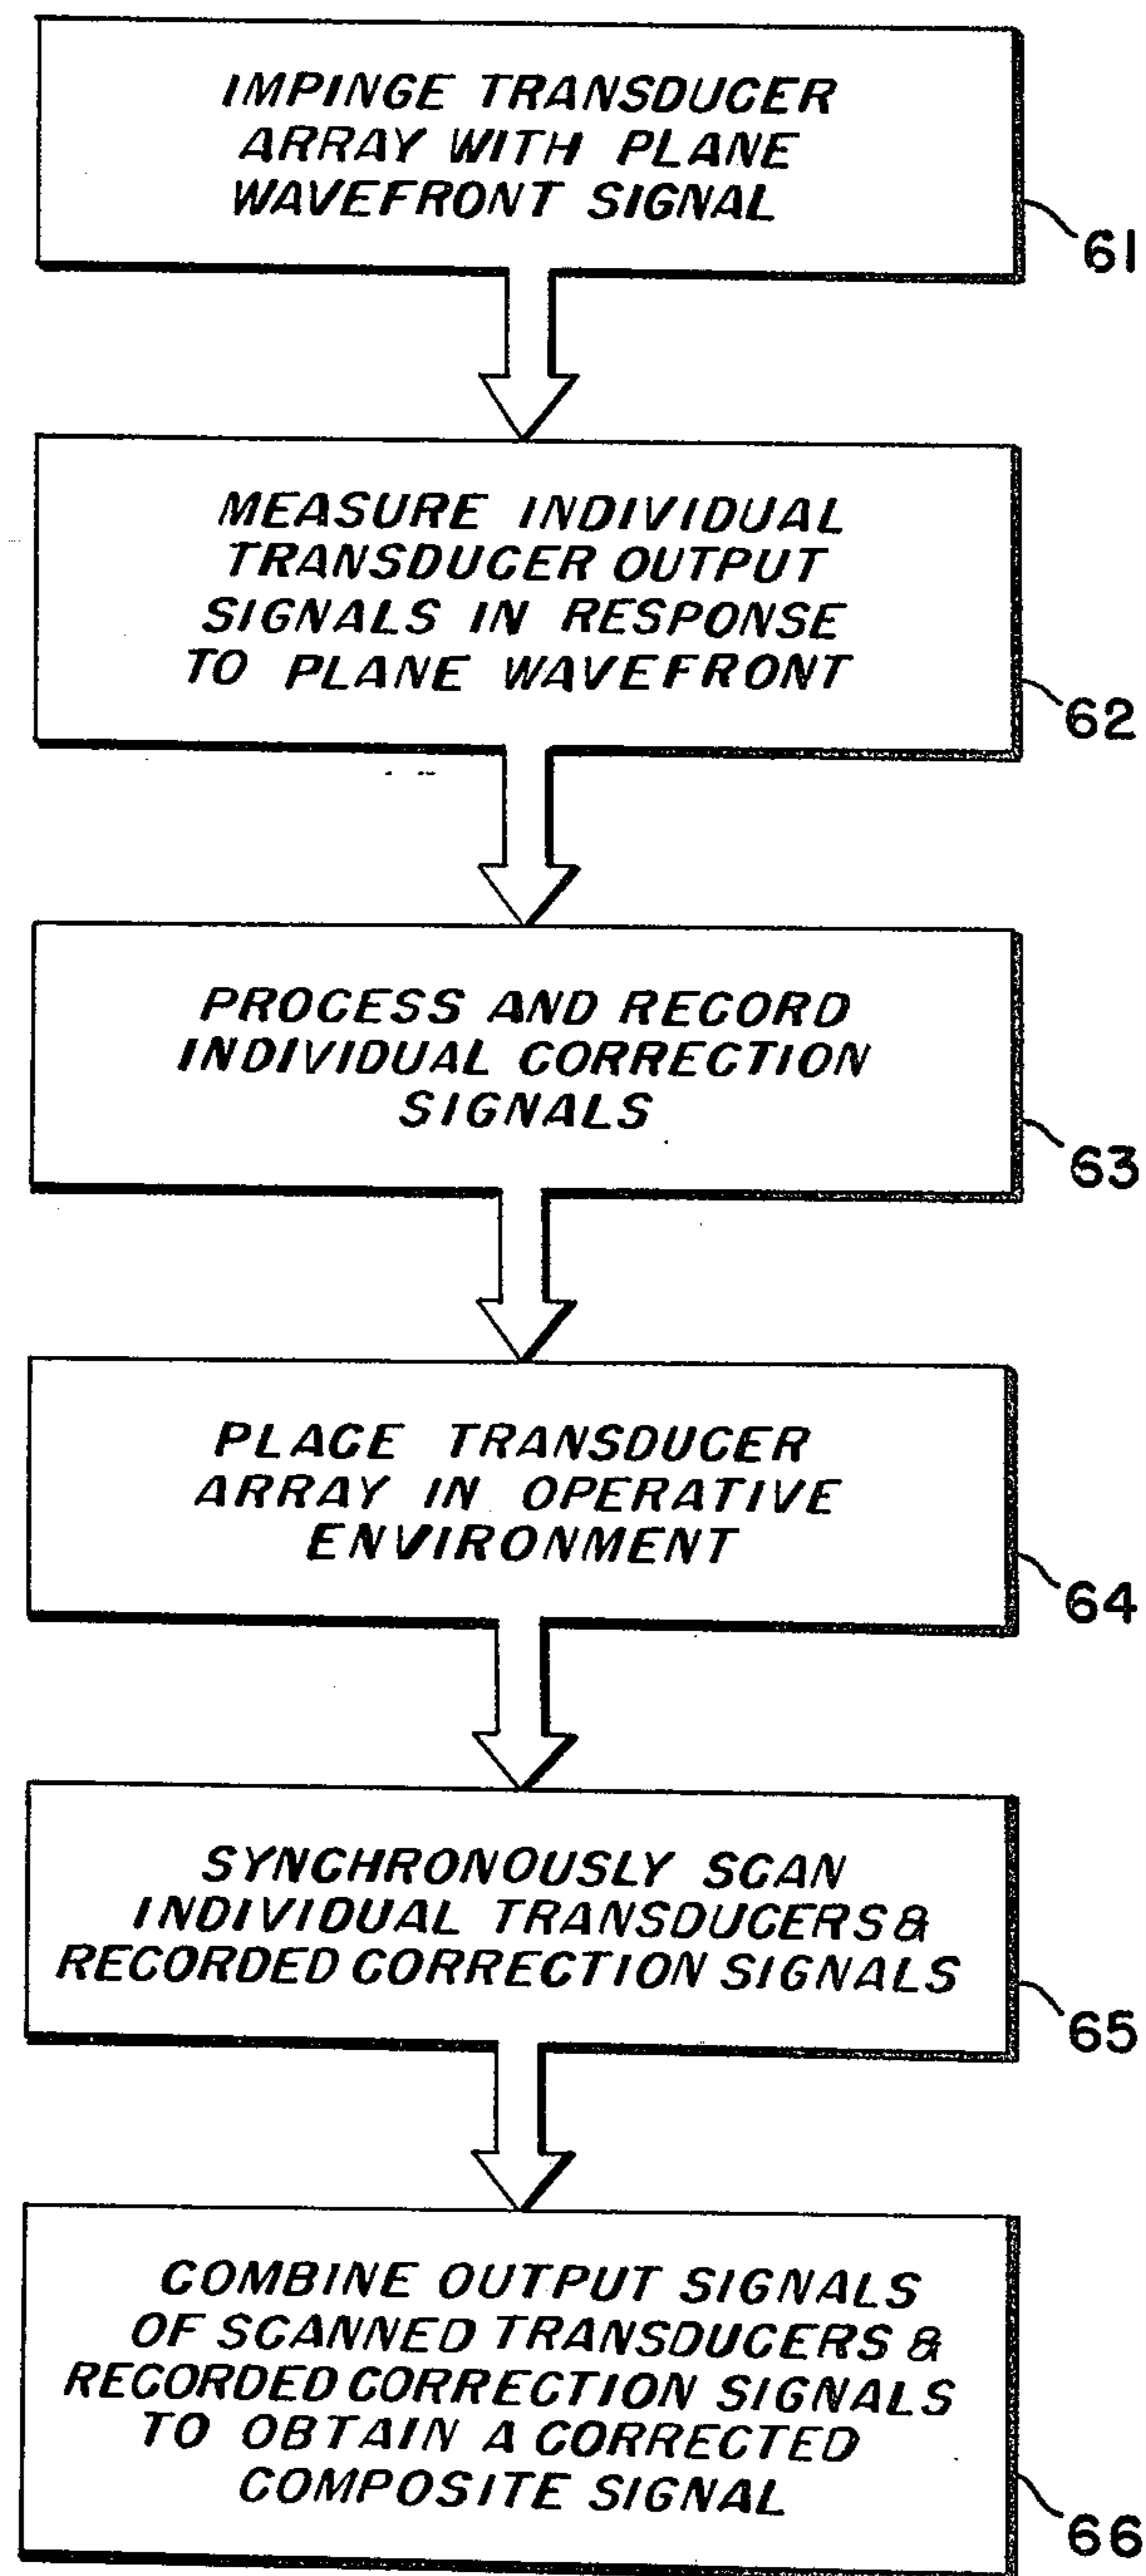 IMPINGE TRANSDUCER
ARRAY WITH PLANE
WAVEFRONT SIGNAL
61
MEASURE INDIVIDUAL
TRANSDUCER OUTPUT
SIGNALS IN RESPONSE
TO PLANE WAVEFRONT
62
PROCESS AND RECORD
INDIVIDUAL CORRECTION
SIGNALS
63
PLACE TRANSDUCER
ARRAY IN OPERATIVE
ENVIRONMENT
64
SYNCHRONOUSLY SCAN
INDIVIDUAL TRANSDUCERS &
RECORDED CORRECTION SIGNALS
65
COMBINE OUTPUT SIGNALS
OF SCANNED TRANSDUCERS &
RECORDED CORRECTION SIGNALS
TO OBTAIN A CORRECTED
COMPOSITE SIGNAL
66